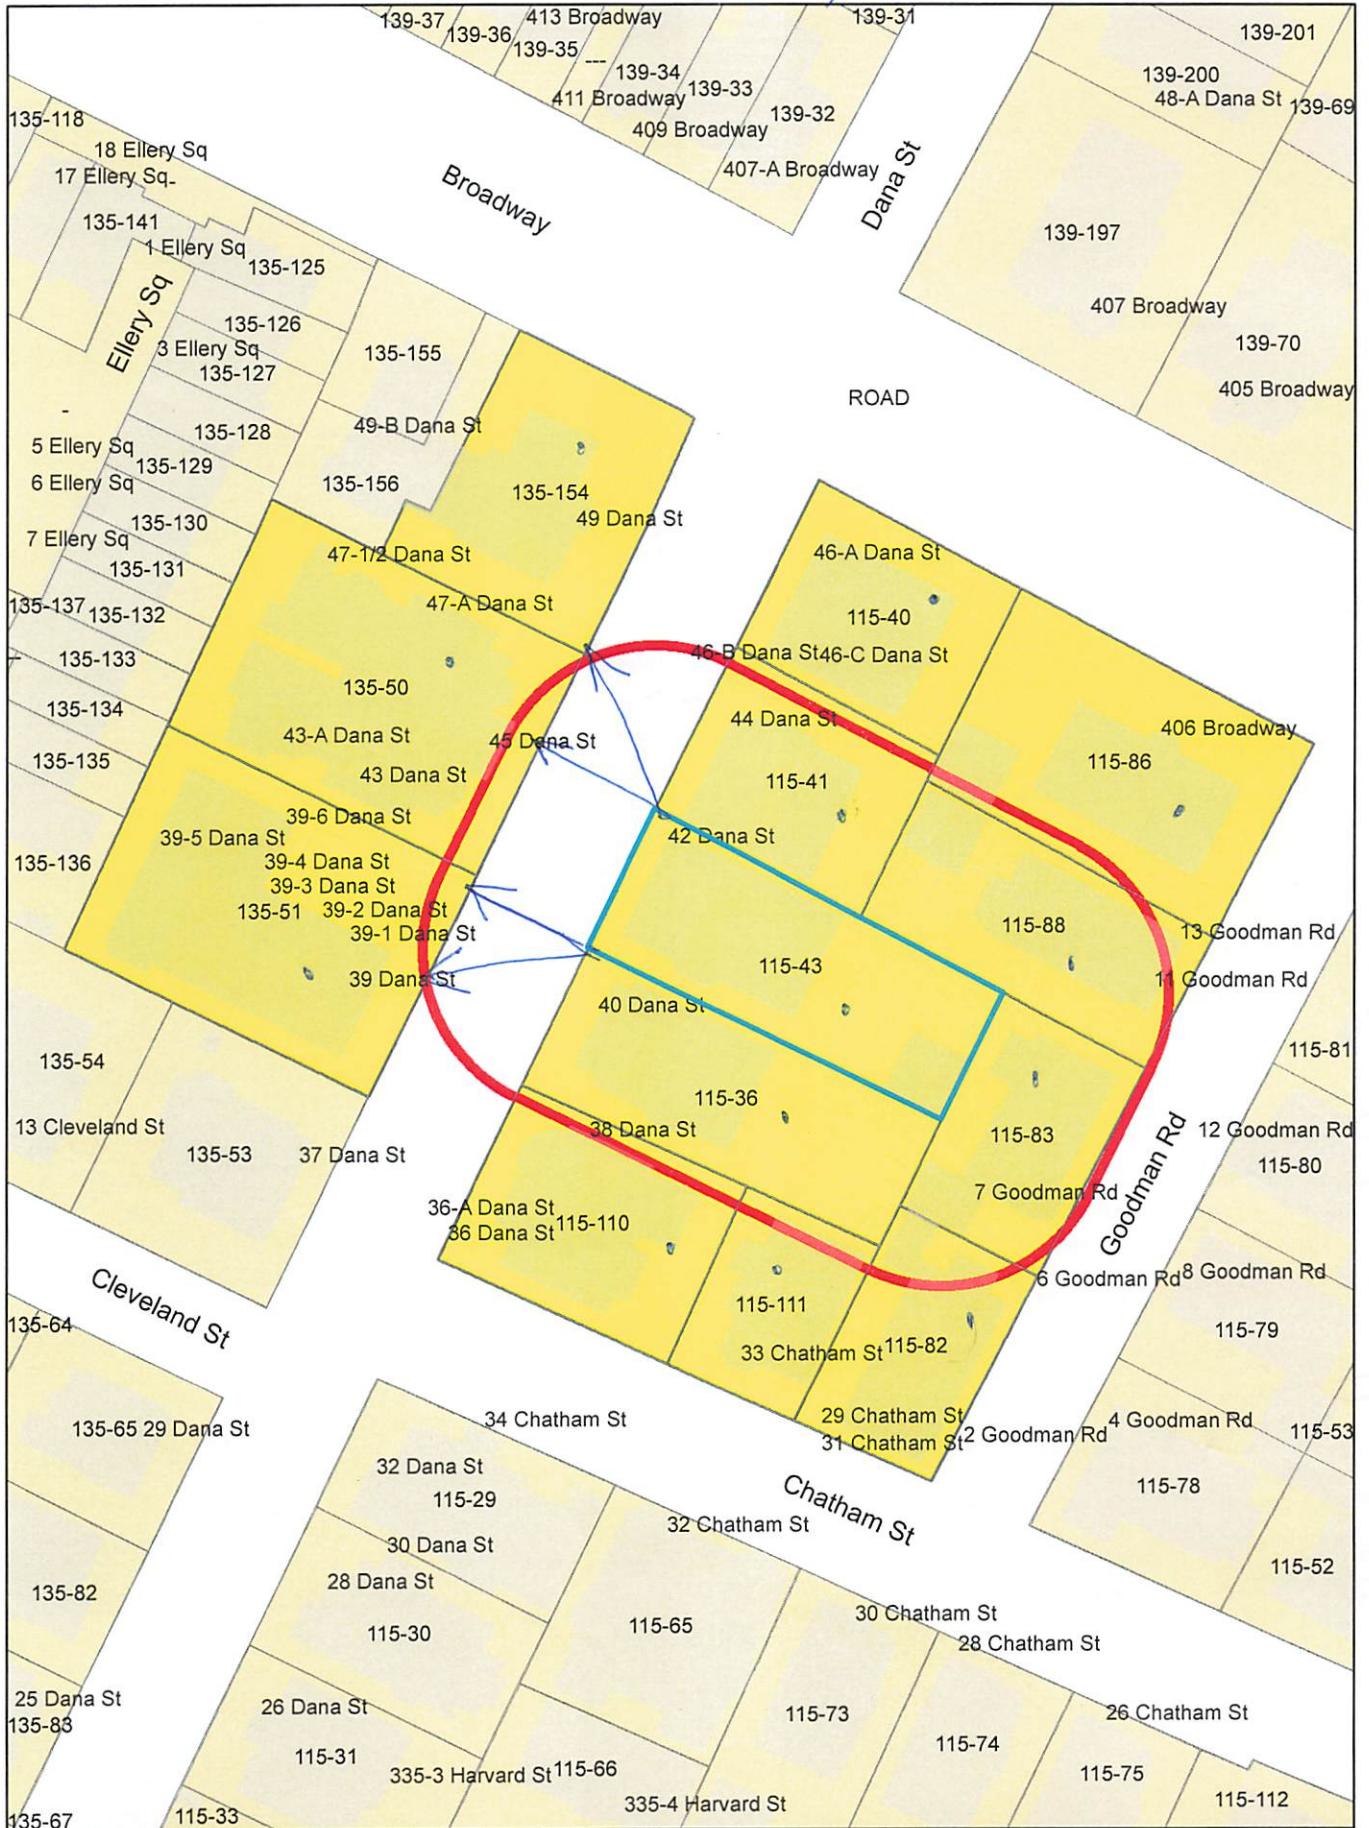 139-37
413 Broadway
139-31
139-36
139-35
---
139-201
139-34
139-33
139-200
411 Broadway
48-A Dana St
139-69
139-32
135-118
409 Broadway
18 Ellery Sq
407-A Broadway
17 Ellery Sq
Broadway
Dana St
135-141
139-197
1 Ellery Sq
135-125
Ellery Sq
407 Broadway
135-126
3 Ellery Sq
135-155
139-70
135-127
405 Broadway
ROAD
-
49-B Dana St
135-128
5 Ellery Sq
135-129
6 Ellery Sq
135-156
135-154
135-130
49 Dana St
7 Ellery Sq
47-1/2 Dana St
46-A Dana St
135-131
135-137
135-132
47-A Dana St
115-40
135-133
46-B Dana St
46-C Dana St
135-50
135-134
44 Dana St
406 Broadway
43-A Dana St
45 Dana St
135-135
115-86
43 Dana St
115-41
39-6 Dana St
39-5 Dana St
42 Dana St
135-136
39-4 Dana St
39-3 Dana St
135-51
39-2 Dana St
39-1 Dana St
115-88
13 Goodman Rd
39 Dana St
115-43
11 Goodman Rd
40 Dana St
135-54
115-81
115-36
13 Cleveland St
38 Dana St
115-83
12 Goodman Rd
135-53
37 Dana St
115-80
7 Goodman Rd
Goodman Rd
36-A Dana St
36 Dana St
115-110
6 Goodman Rd
8 Goodman Rd
Cleveland St
115-111
135-64
115-79
33 Chatham St
115-82
34 Chatham St
29 Chatham St
4 Goodman Rd
135-65
29 Dana St
31 Chatham St
2 Goodman Rd
115-53
32 Dana St
115-29
Chatham St
115-78
32 Chatham St
30 Dana St
115-52
28 Dana St
135-82
30 Chatham St
115-30
115-65
28 Chatham St
25 Dana St
26 Dana St
135-83
115-73
26 Chatham St
115-74
115-31
335-3 Harvard St
115-66
115-75
335-4 Harvard St
115-112
135-67
115-33